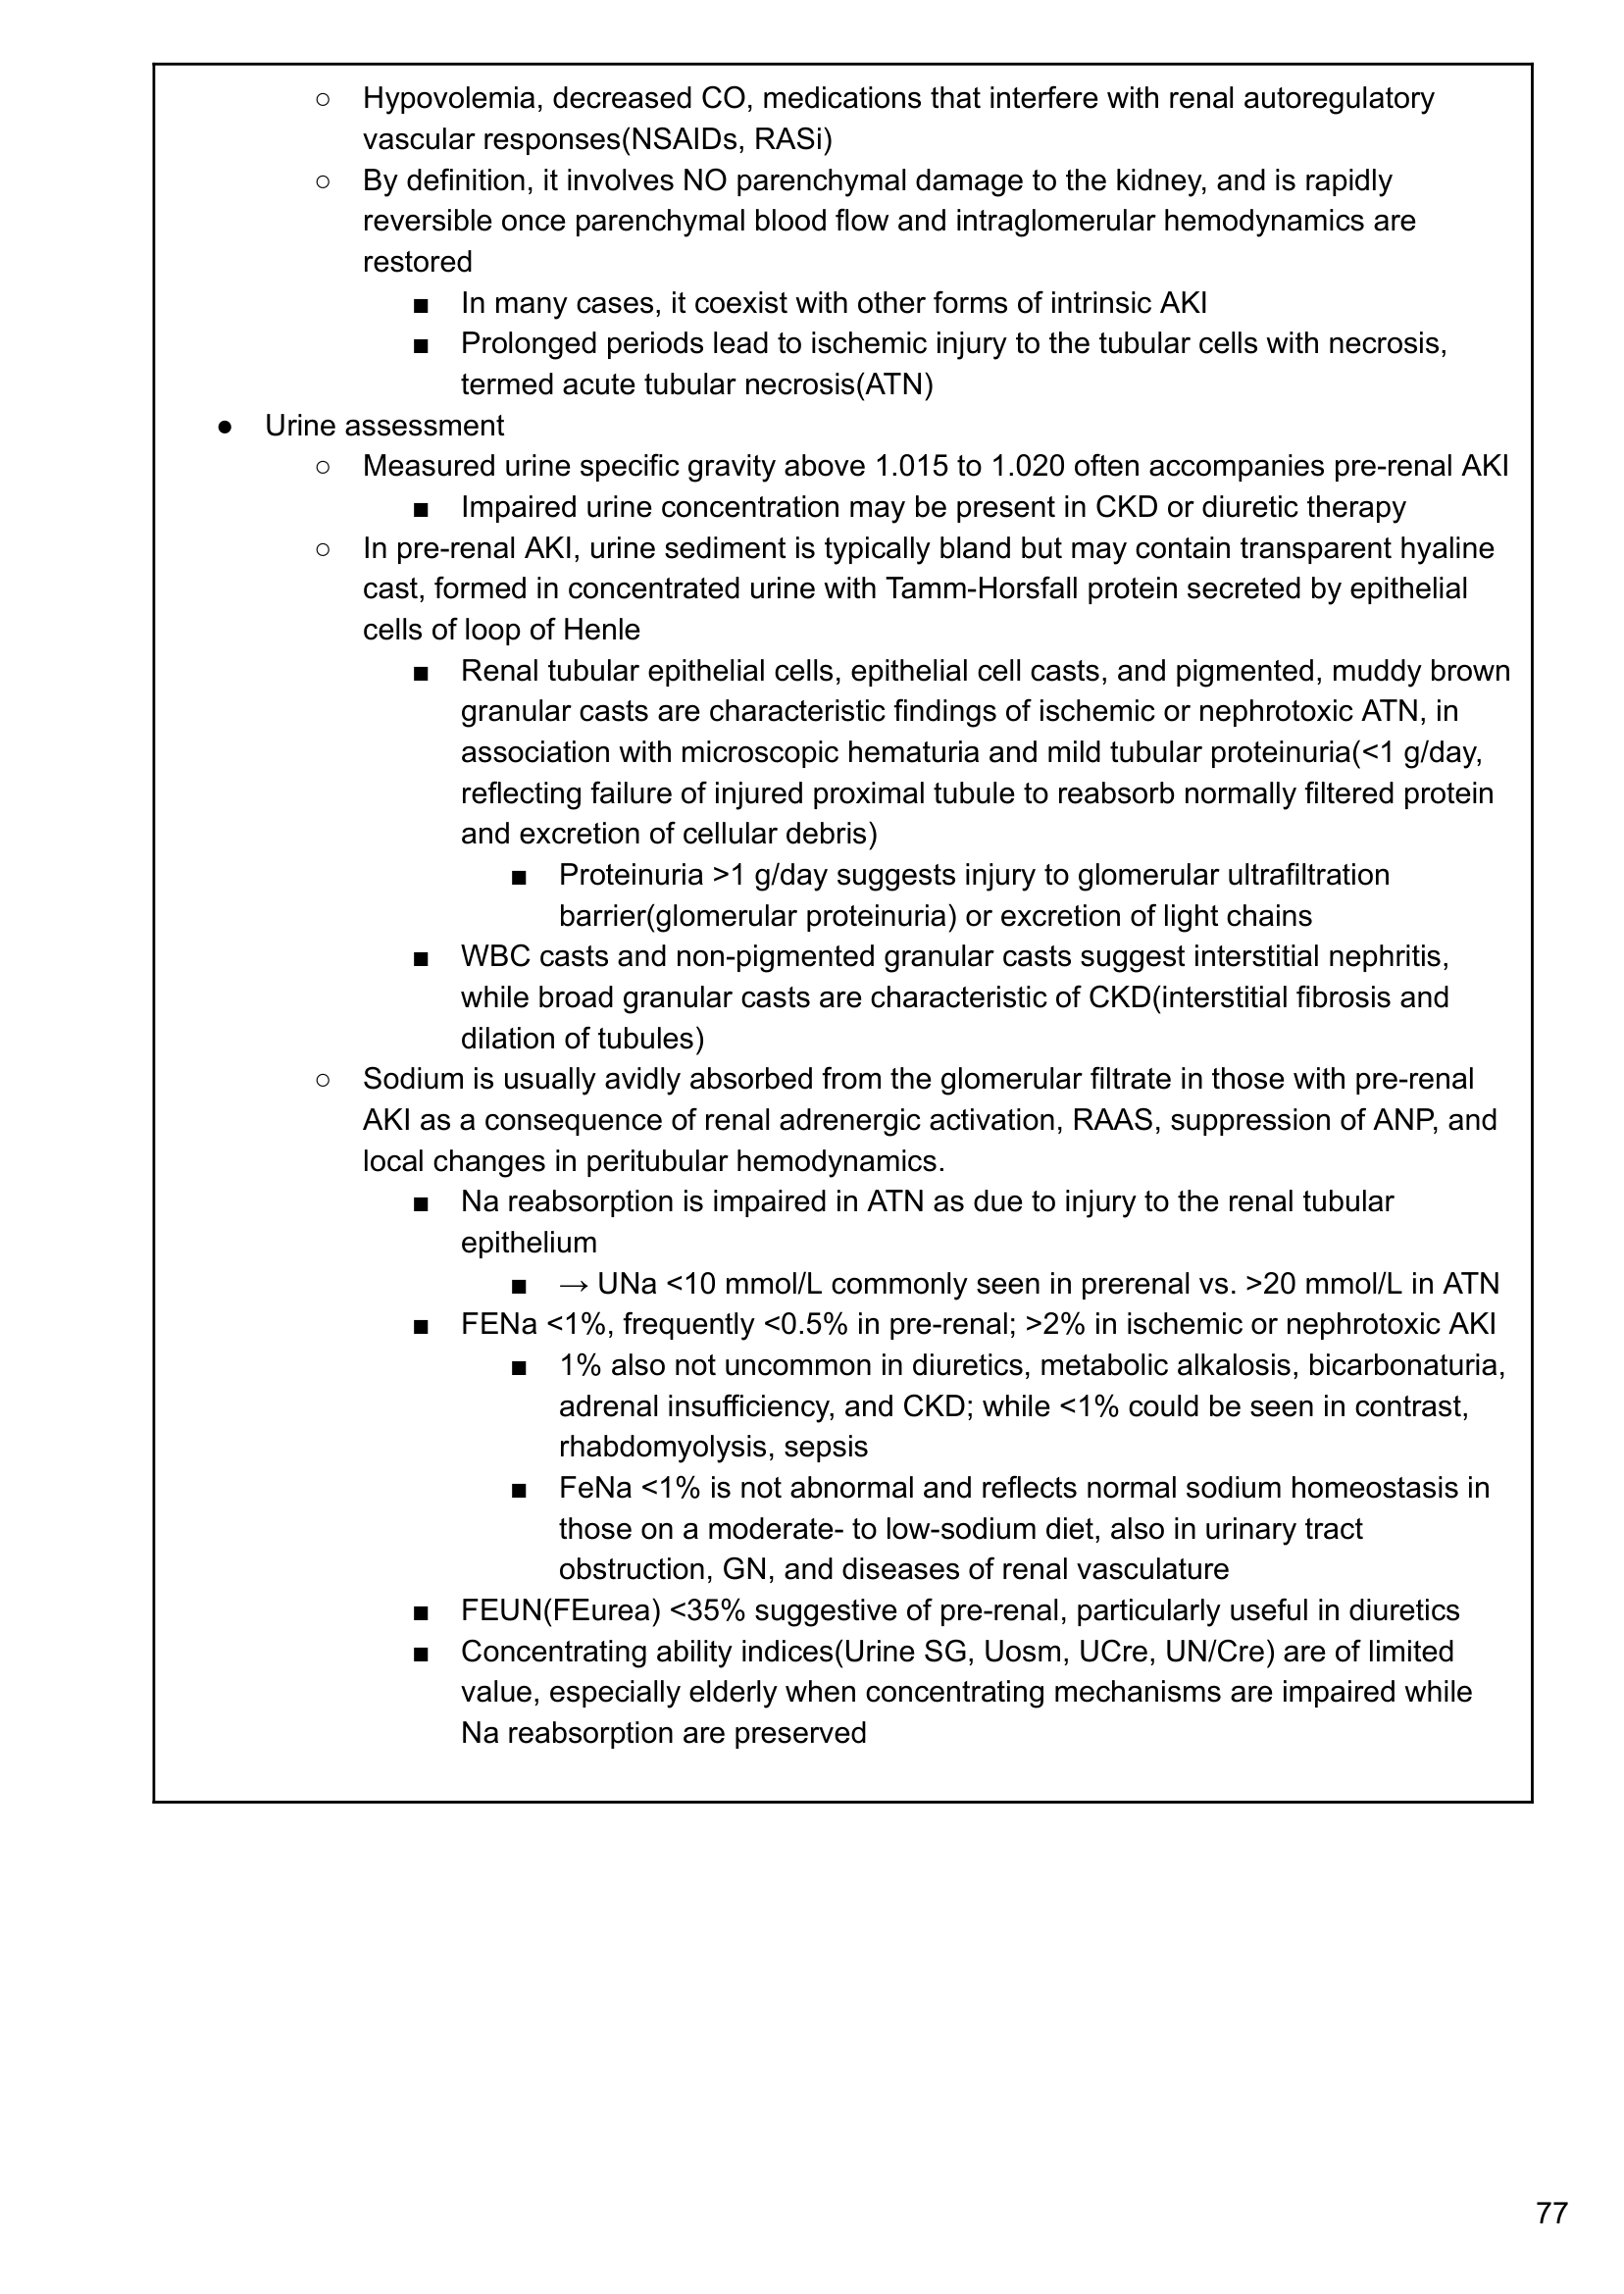 ○ Hypovolemia, decreased CO, medications that interfere with renal autoregulatory
vascular responses(NSAIDs, RASi)
○ By definition, it involves NO parenchymal damage to the kidney, and is rapidly
reversible once parenchymal blood flow and intraglomerular hemodynamics are
restored
■ In many cases, it coexist with other forms of intrinsic AKI
■ Prolonged periods lead to ischemic injury to the tubular cells with necrosis,
termed acute tubular necrosis(ATN)
● Urine assessment
○ Measured urine specific gravity above 1.015 to 1.020 often accompanies pre-renal AKI
■ Impaired urine concentration may be present in CKD or diuretic therapy
○ In pre-renal AKI, urine sediment is typically bland but may contain transparent hyaline
cast, formed in concentrated urine with Tamm-Horsfall protein secreted by epithelial
cells of loop of Henle
■ Renal tubular epithelial cells, epithelial cell casts, and pigmented, muddy brown
granular casts are characteristic findings of ischemic or nephrotoxic ATN, in
association with microscopic hematuria and mild tubular proteinuria(<1 g/day,
reflecting failure of injured proximal tubule to reabsorb normally filtered protein
and excretion of cellular debris)
■ Proteinuria >1 g/day suggests injury to glomerular ultrafiltration
barrier(glomerular proteinuria) or excretion of light chains
■ WBC casts and non-pigmented granular casts suggest interstitial nephritis,
while broad granular casts are characteristic of CKD(interstitial fibrosis and
dilation of tubules)
○ Sodium is usually avidly absorbed from the glomerular filtrate in those with pre-renal
AKI as a consequence of renal adrenergic activation, RAAS, suppression of ANP, and
local changes in peritubular hemodynamics.
■ Na reabsorption is impaired in ATN as due to injury to the renal tubular
epithelium
■ → UNa <10 mmol/L commonly seen in prerenal vs. >20 mmol/L in ATN
■ FENa <1%, frequently <0.5% in pre-renal; >2% in ischemic or nephrotoxic AKI
■ 1% also not uncommon in diuretics, metabolic alkalosis, bicarbonaturia,
adrenal insufficiency, and CKD; while <1% could be seen in contrast,
rhabdomyolysis, sepsis
■ FeNa <1% is not abnormal and reflects normal sodium homeostasis in
those on a moderate- to low-sodium diet, also in urinary tract
obstruction, GN, and diseases of renal vasculature
■ FEUN(FEurea) <35% suggestive of pre-renal, particularly useful in diuretics
■ Concentrating ability indices(Urine SG, Uosm, UCre, UN/Cre) are of limited
value, especially elderly when concentrating mechanisms are impaired while
Na reabsorption are preserved
77